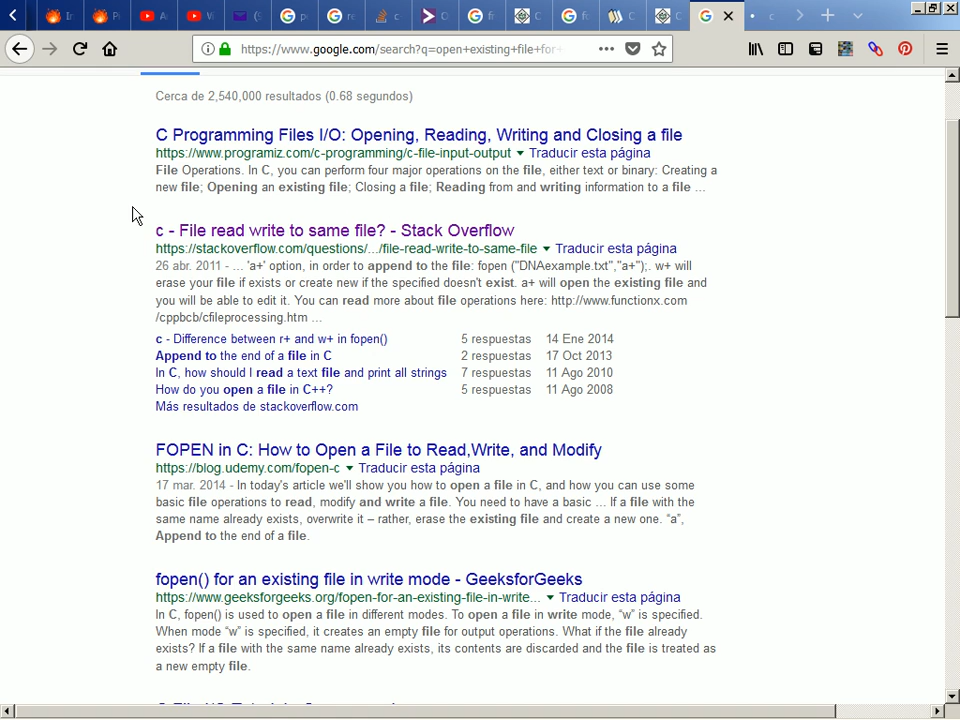 https://www.google.com/search?q=open+existing+file+for+
Cerca de 2,540,000 resultados (0.68 segundos)
C Programming Files I/O: Opening, Reading, Writing and Closing a file
https://www.programiz.com/c-programming/c-file-input-output Traducir esta página
File Operations. In C, you can perform four major operations on the file, either text or binary: Creating a
new file; Opening an existing file; Closing a file; Reading from and writing information to a file ...
c - File read write to same file? - Stack Overflow
https://stackoverflow.com/questions/.../file-read-write-to-same-file Traducir esta página
26 abr. 2011 - ... 'a+' option, in order to append to the file: fopen ("DNAexample.txt","a+");. w+ will
erase your file if exists or create new if the specified doesn't exist. a+ will open the existing file and
you will be able to edit it. You can read more about file operations here: http://www.functionx.com
/cppbcb/cfileprocessing.htm ...
c - Difference between r+ and w+ in fopen() 5 respuestas 14 Ene 2014
Append to the end of a file in C 2 respuestas 17 Oct 2013
In C, how should I read a text file and print all strings 7 respuestas 11 Ago 2010
How do you open a file in C++? 5 respuestas 11 Ago 2008
Más resultados de stackoverflow.com
FOPEN in C: How to Open a File to Read,Write, and Modify
https://blog.udemy.com/fopen-c Traducir esta página
17 mar. 2014 - In today's article we'll show you how to open a file in C, and how you can use some
basic file operations to read, modify and write a file. You need to have a basic ... If a file with the
same name already exists, overwrite it – rather, erase the existing file and create a new one. “a”,
Append to the end of a file.
fopen() for an existing file in write mode - GeeksforGeeks
https://www.geeksforgeeks.org/fopen-for-an-existing-file-in-write... Traducir esta página
In C, fopen() is used to open a file in different modes. To open a file in write mode, “w” is specified.
When mode “w” is specified, it creates an empty file for output operations. What if the file already
exists? If a file with the same name already exists, its contents are discarded and the file is treated as
a new empty file.